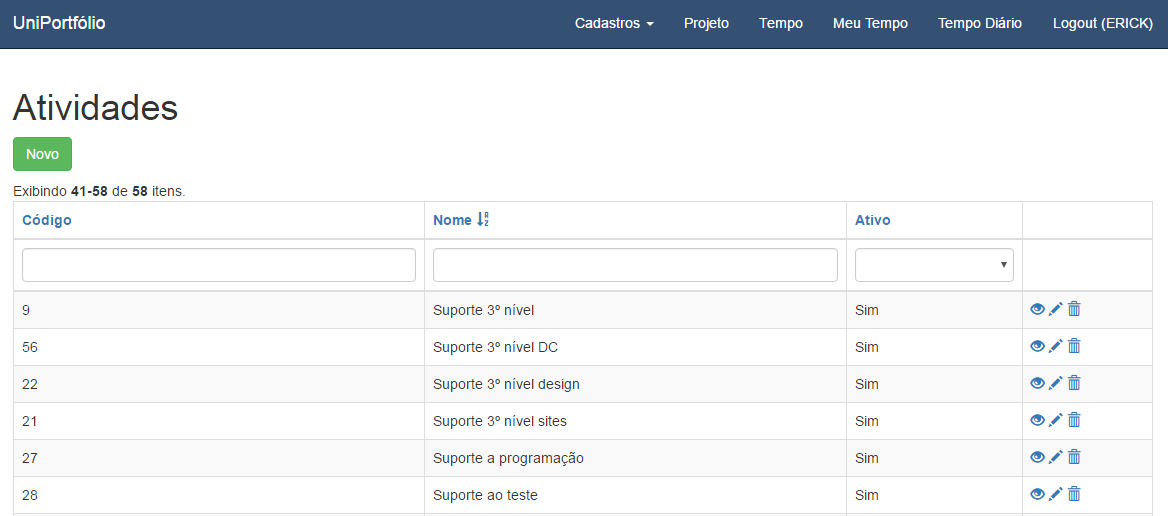 UniPortfólio Cadastros Projeto Tempo Meu Tempo Tempo Diário Logout (ERICK)
Atividades
Novo
Exibindo 41-58 de 58 itens.
Código Nome Ativo
9 Suporte 3º nível Sim
56 Suporte 3º nível DC Sim
22 Suporte 3º nível design Sim
21 Suporte 3º nível sites Sim
27 Suporte a programação Sim
28 Suporte ao teste Sim